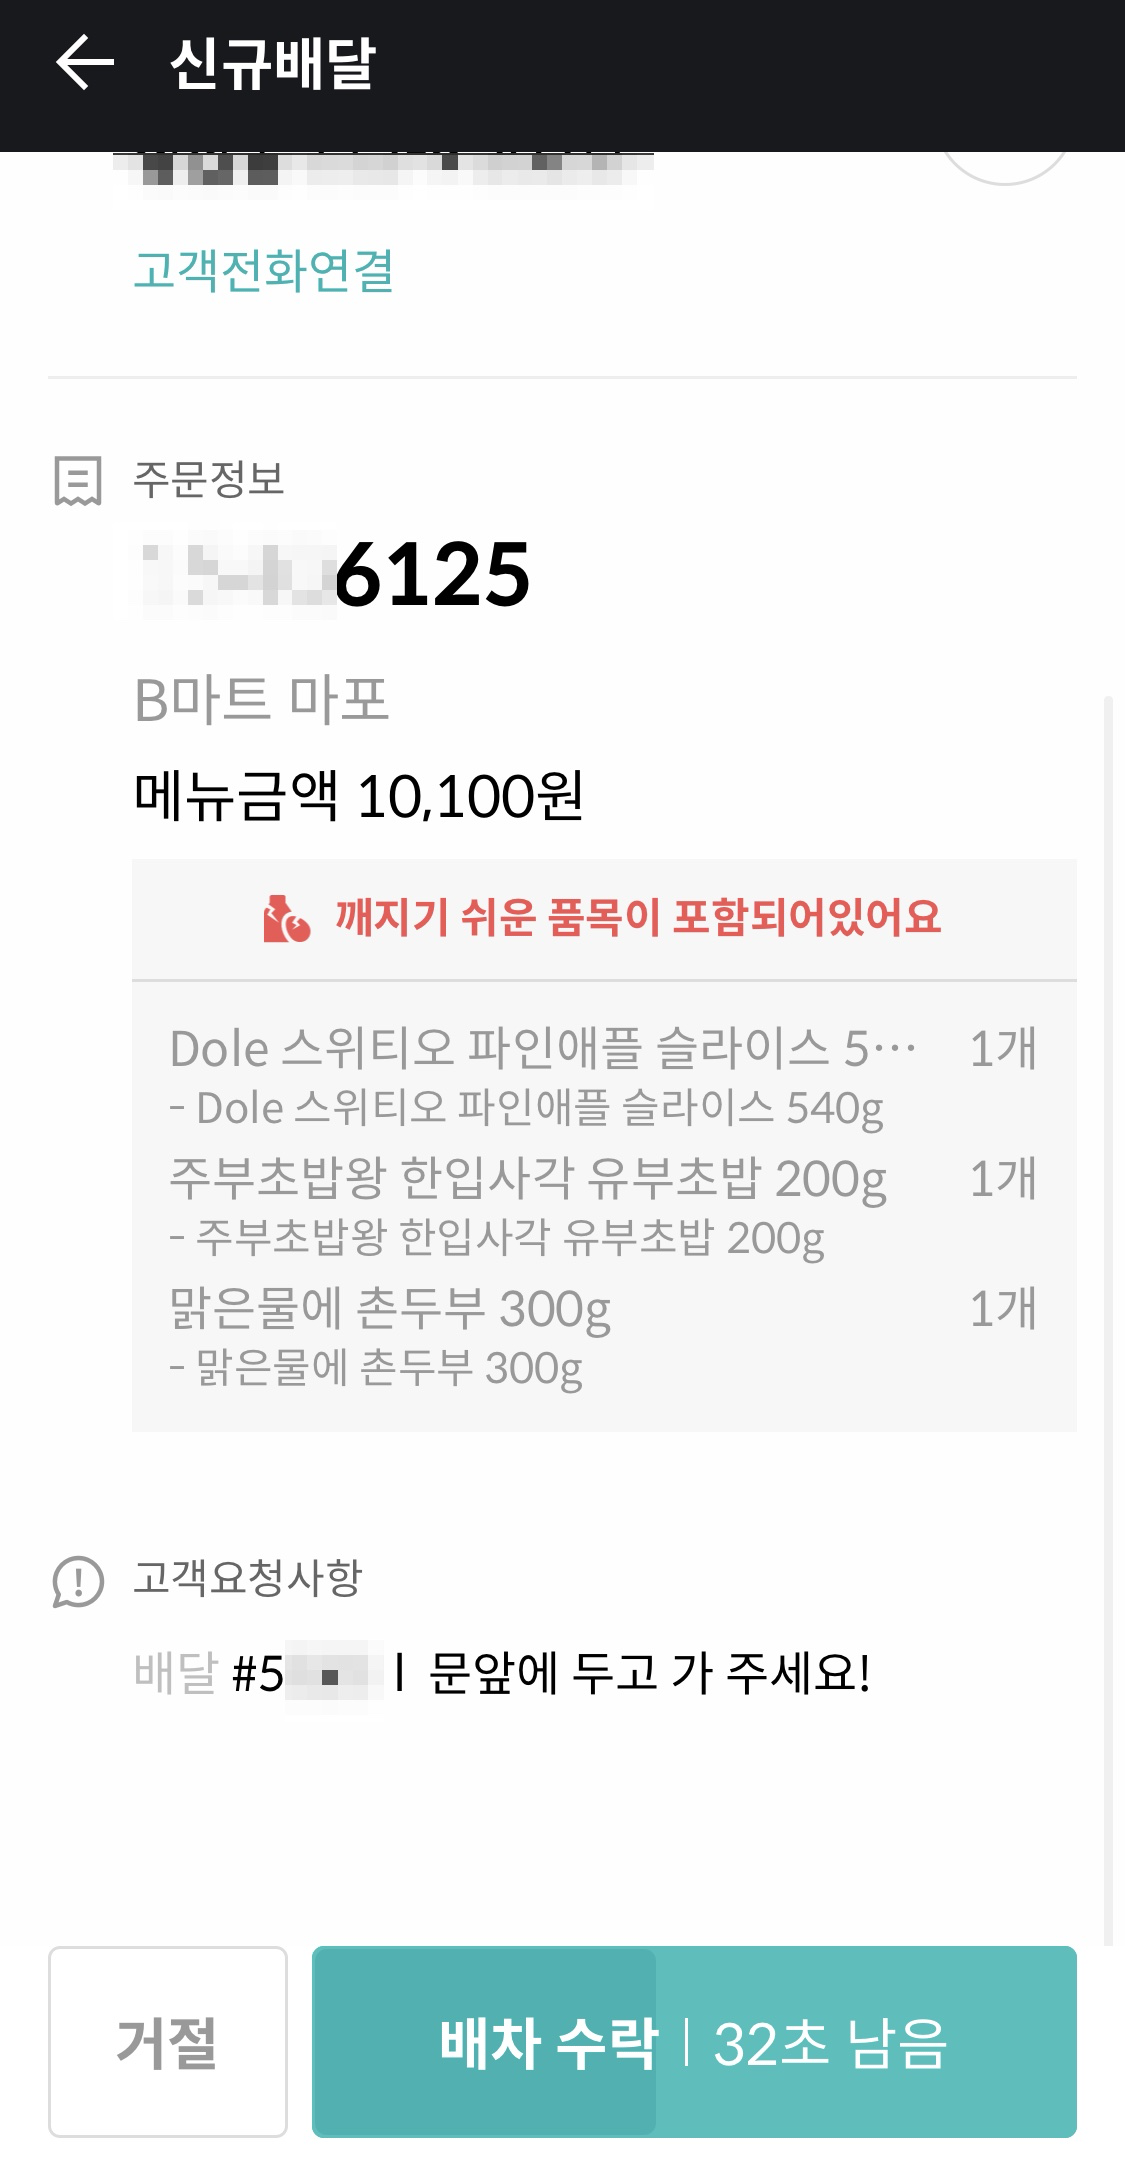 신규배달
고객전화연결
주문정보
6125
B마트 마포
메뉴금액 10,100원
깨지기 쉬운 품목이 포함되어있어요
Dole 스위티오 파인애플 슬라이스 5··· 1개
- Dole 스위티오 파인애플 슬라이스 540g
주부초밥왕 한입사각 유부초밥 200g 1개
- 주부초밥왕 한입사각 유부초밥 200g
맑은물에 촌두부 300g 1개
- 맑은물에 촌두부 300g
고객요청사항
배달 #5 l 문앞에 두고 가 주세요!
거절
배차 수락 | 32초 남음